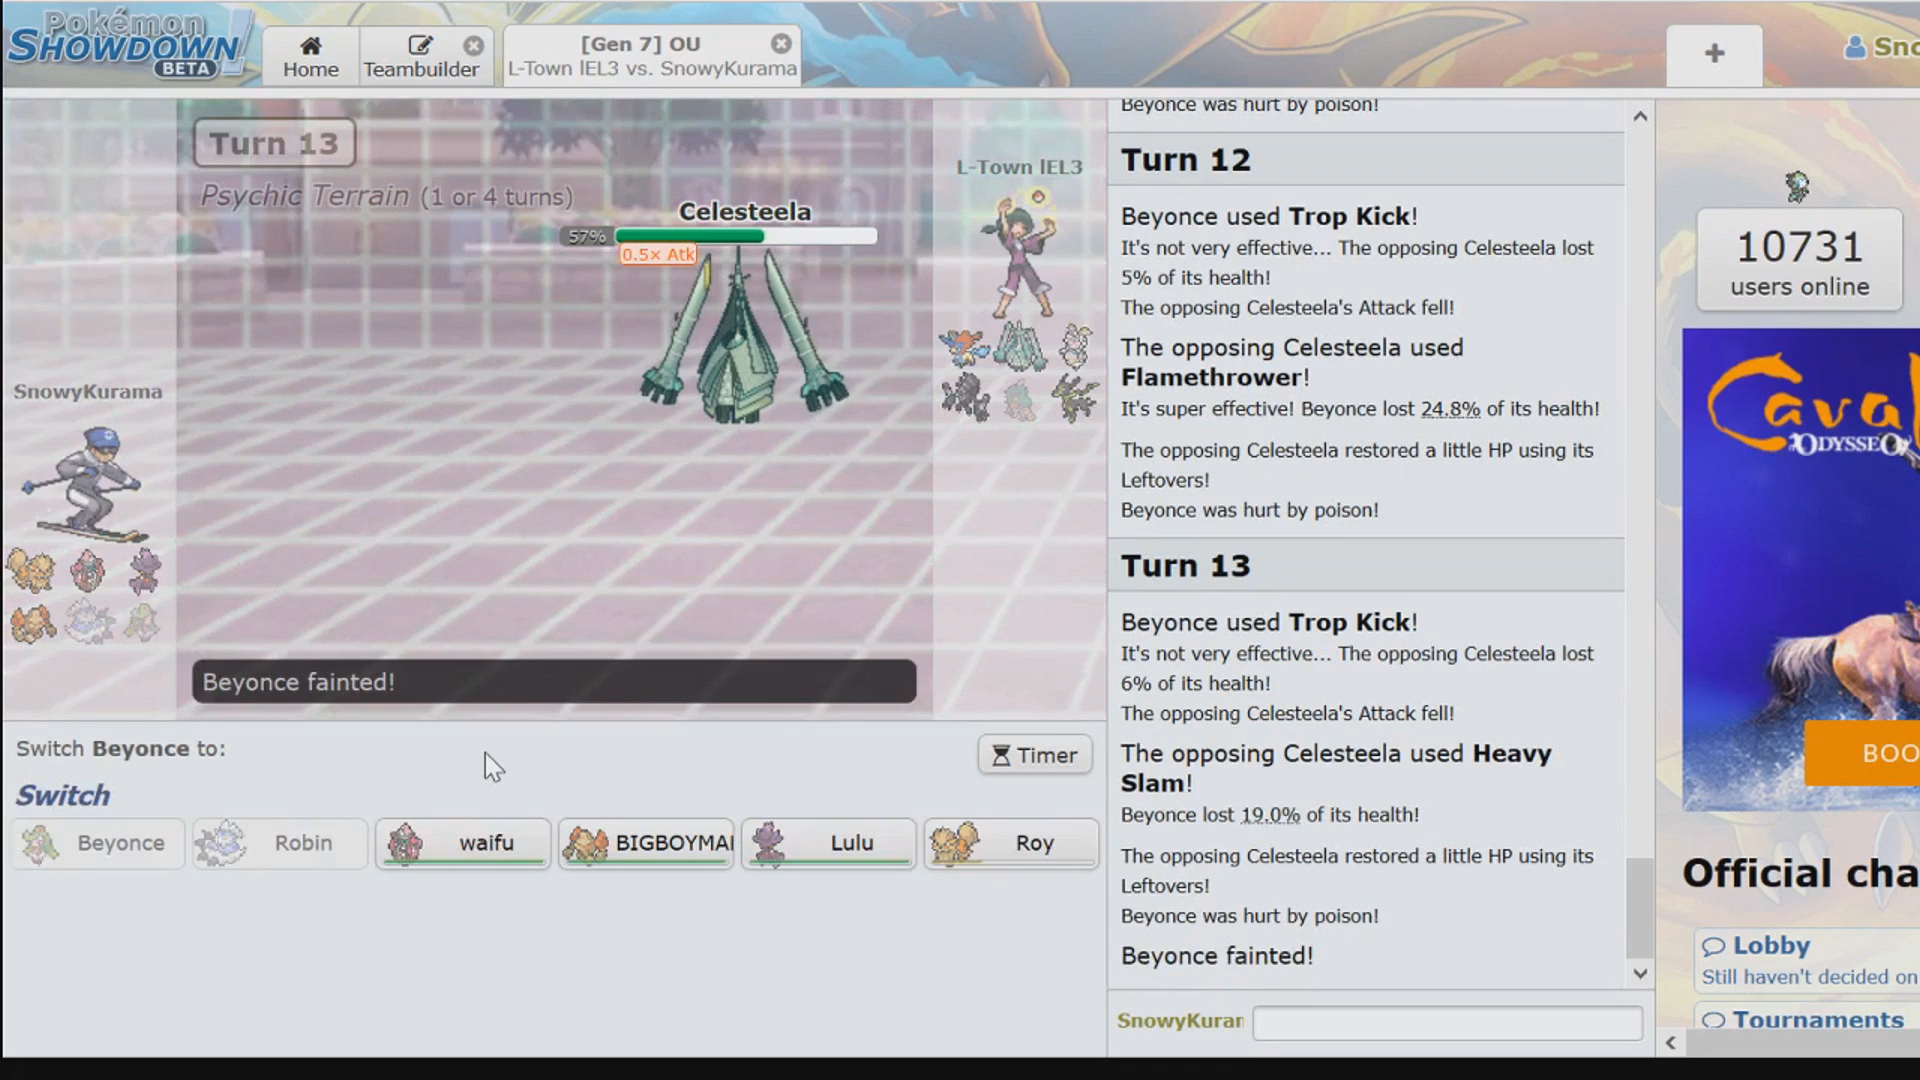 Pokémon
SHOWDOWN!
BETA
Home
Teambuilder
[Gen 7] OU
L-Town lEL3 vs. SnowyKurama
+
Turn 13
Psychic Terrain (1 or 4 turns)
Celesteela
57%
0.5× Atk
L-Town lEL3
SnowyKurama
Beyonce fainted!
Switch Beyonce to:
Timer
Switch
Beyonce
Robin
waifu
BIGBOYMA
Lulu
Roy
Beyonce was hurt by poison!
Turn 12
Beyonce used Trop Kick!
It's not very effective... The opposing Celesteela lost
5% of its health!
The opposing Celesteela's Attack fell!
The opposing Celesteela used
Flamethrower!
It's super effective! Beyonce lost 24.8% of its health!
The opposing Celesteela restored a little HP using its
Leftovers!
Beyonce was hurt by poison!
Turn 13
Beyonce used Trop Kick!
It's not very effective... The opposing Celesteela lost
6% of its health!
The opposing Celesteela's Attack fell!
The opposing Celesteela used Heavy
Slam!
Beyonce lost 19.0% of its health!
The opposing Celesteela restored a little HP using its
Leftovers!
Beyonce was hurt by poison!
Beyonce fainted!
SnowyKura
Sno
10731
users online
Caval
ODYSSEO
BOO
Official cha
Lobby
Still haven't decided on
Tournaments